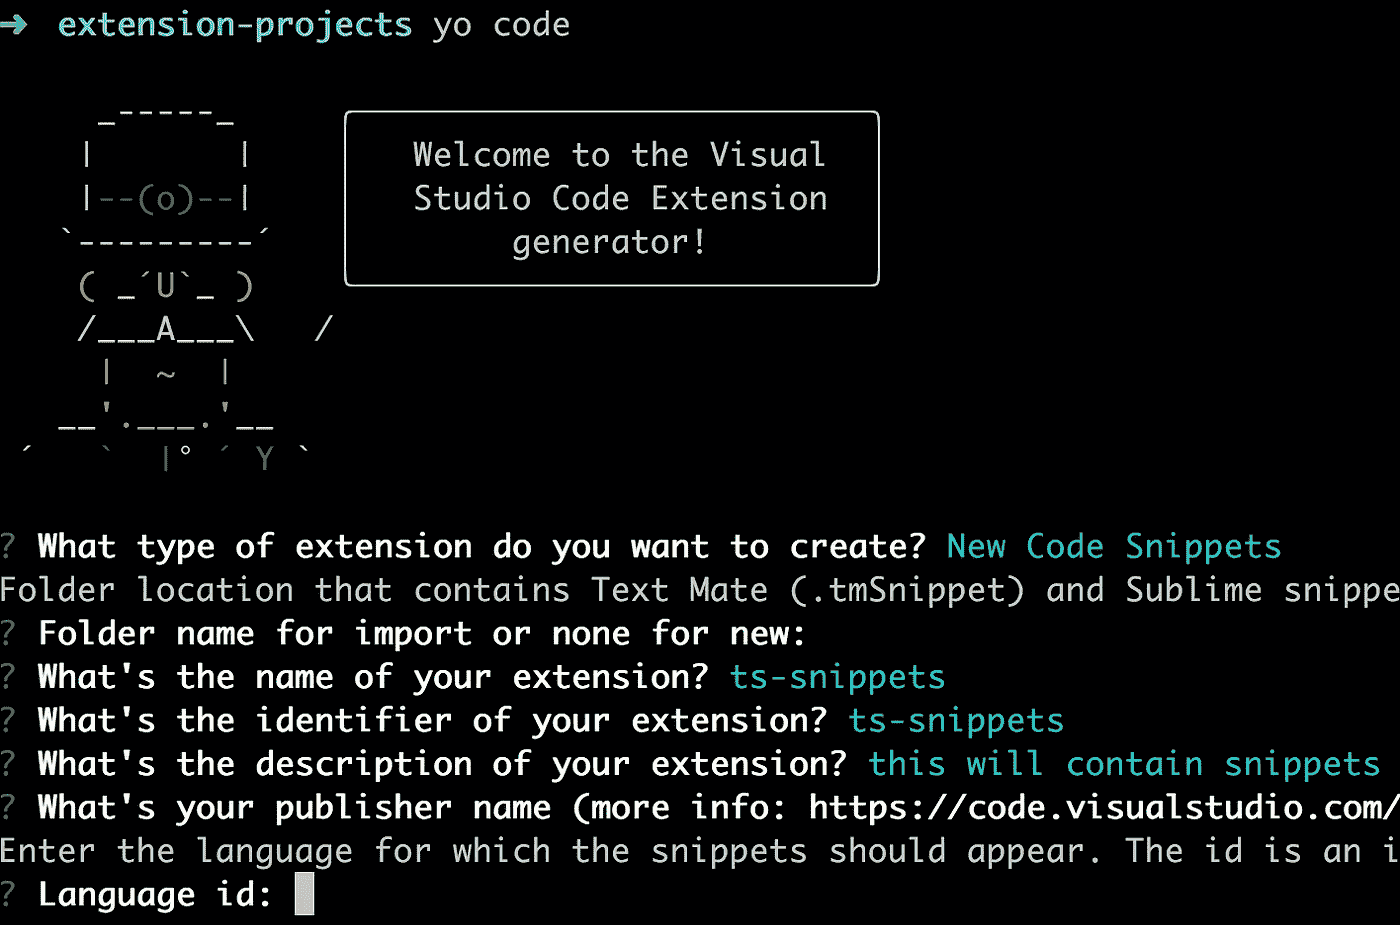 ➜ extension-projects yo code
_-----_
| |
|--(o)--|
`---------´
( _´U`_ )
/___A___\ /
| ~ |
__'.___.'__
´ ` |° ´ Y `
Welcome to the Visual
Studio Code Extension
generator!
? What type of extension do you want to create? New Code Snippets
Folder location that contains Text Mate (.tmSnippet) and Sublime snippe
? Folder name for import or none for new:
? What's the name of your extension? ts-snippets
? What's the identifier of your extension? ts-snippets
? What's the description of your extension? this will contain snippets
? What's your publisher name (more info: https://code.visualstudio.com/
Enter the language for which the snippets should appear. The id is an i
? Language id: